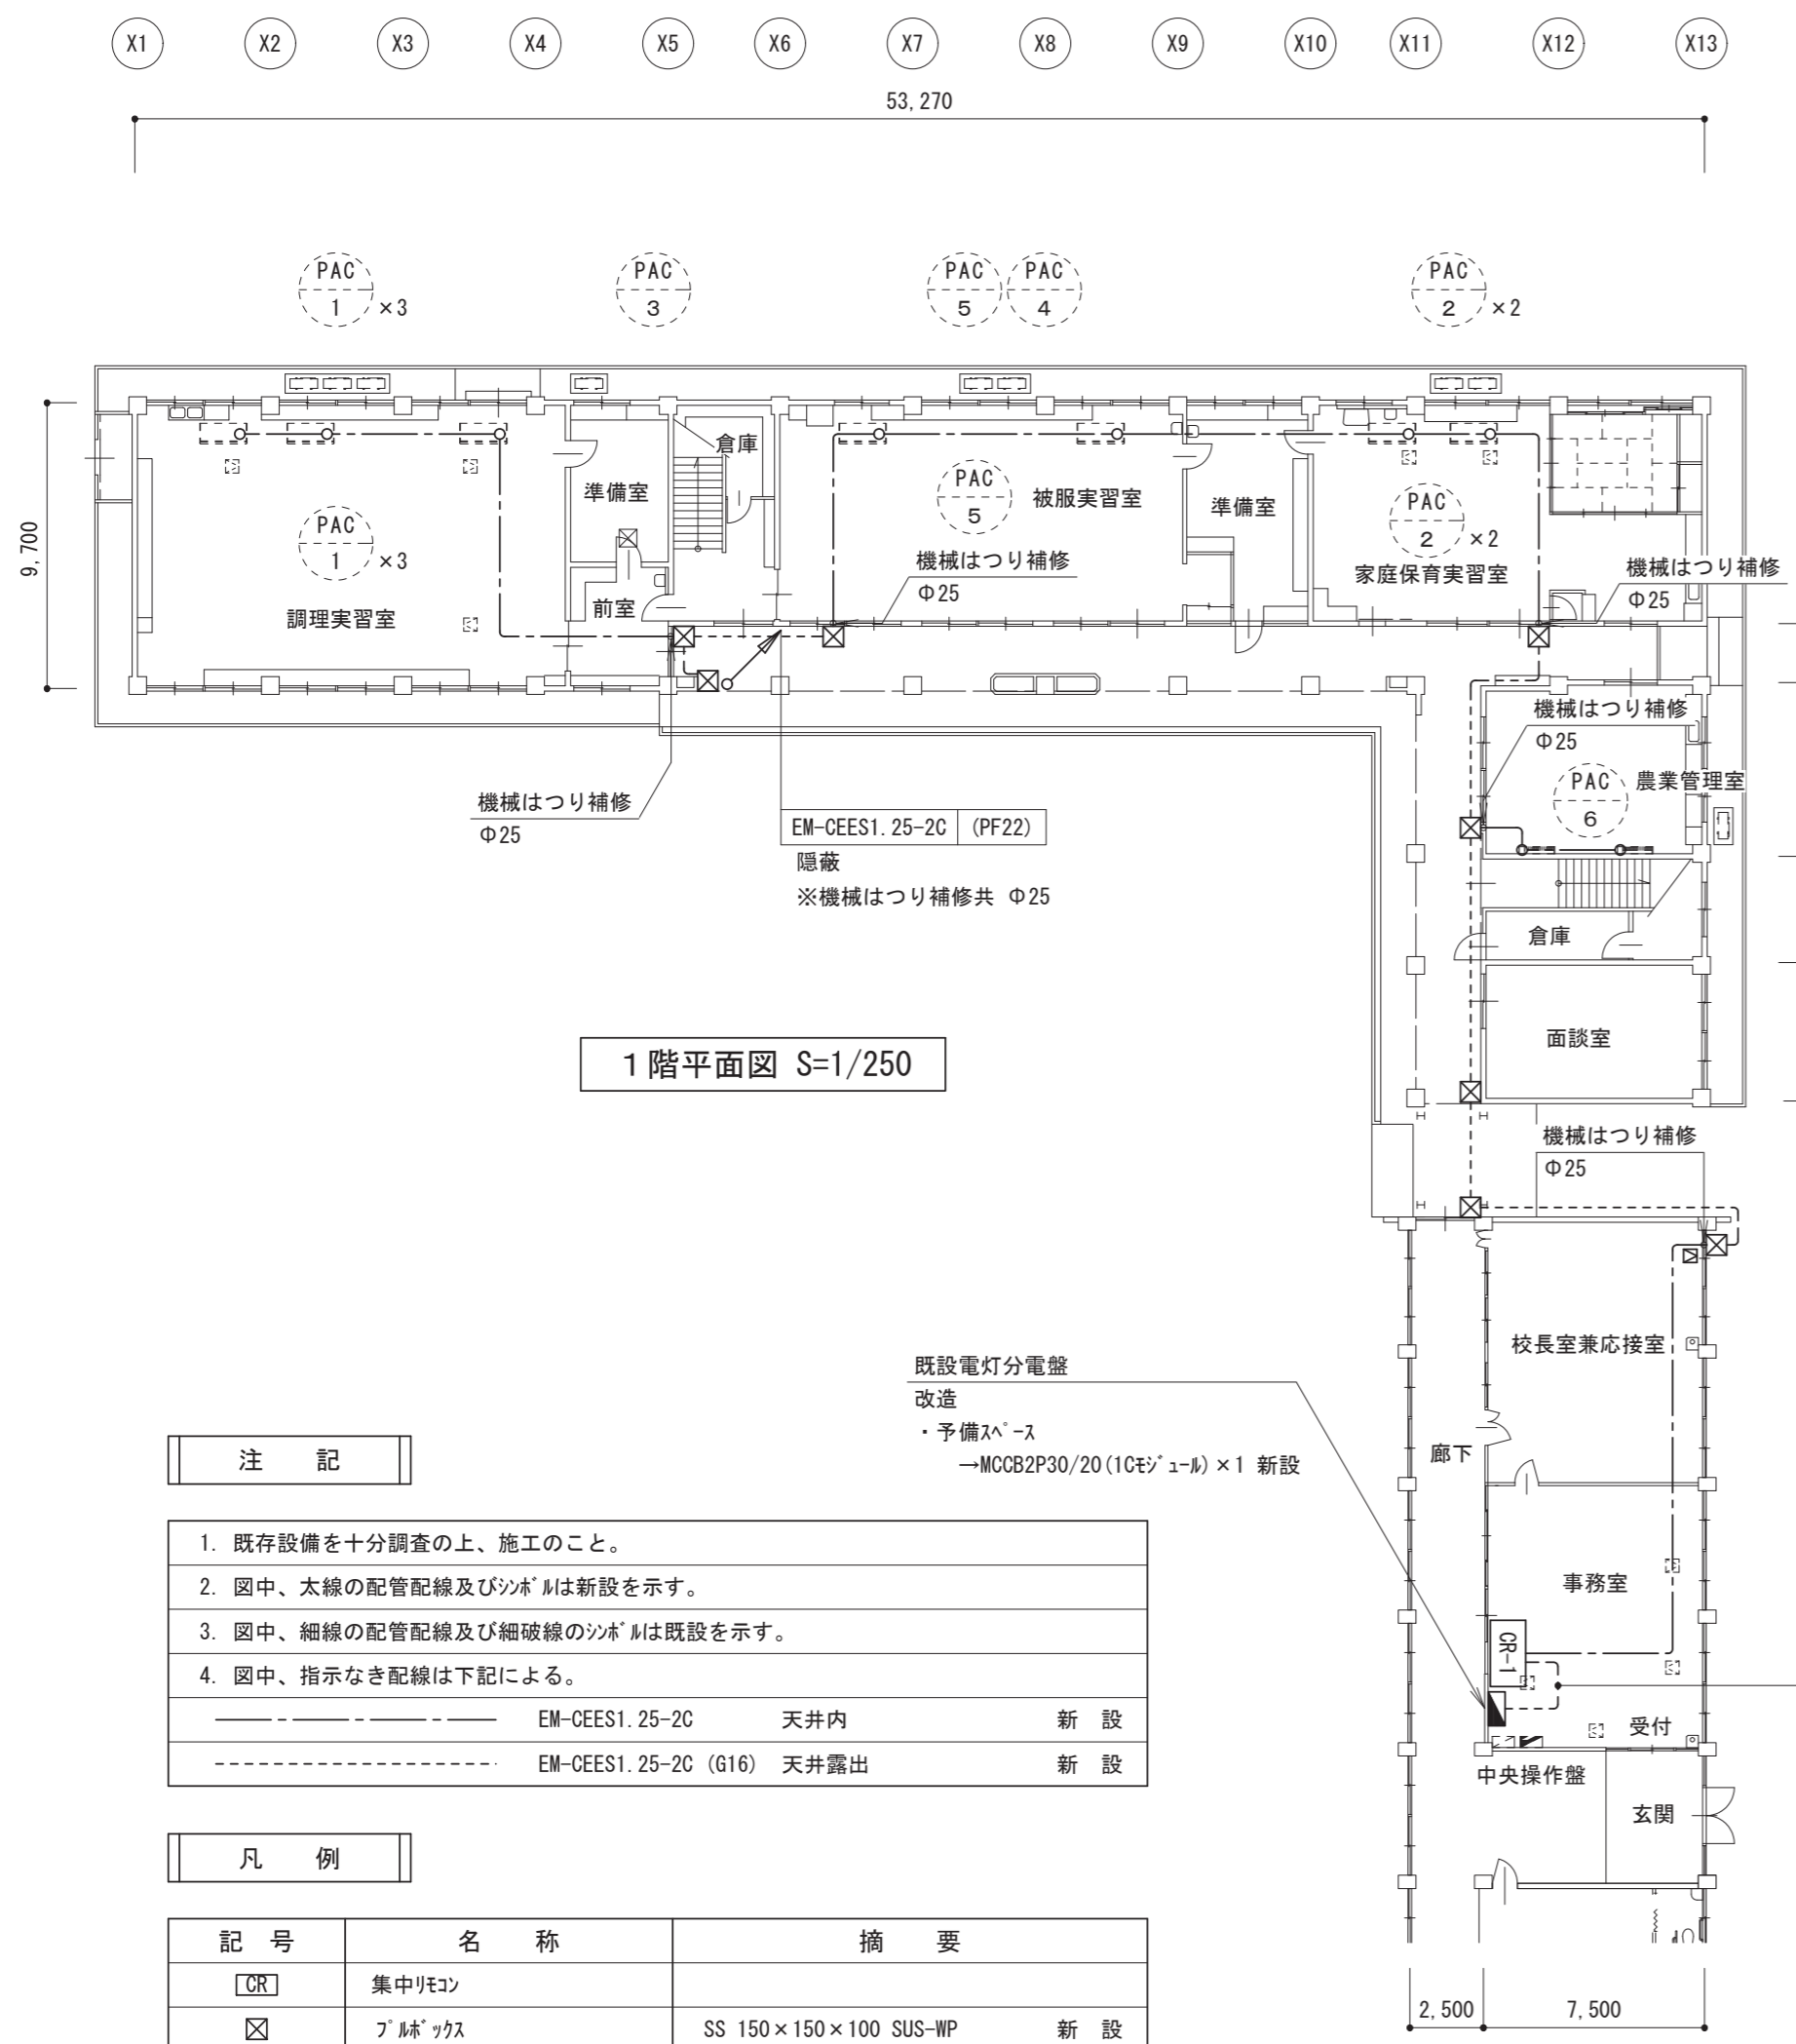 X1 X2 X3 X4 X5 X6 X7 X8 X9 X10 X11 X12 X13
53,270
PAC 1 ×3
PAC 3
PAC 5
PAC 4
PAC 2 ×2
9,700
倉庫
準備室
PAC 5
被服実習室
準備室
PAC 2 ×2
家庭保育実習室
PAC 1 ×3
調理実習室
前室
機械はつり補修
Φ25
機械はつり補修
Φ25
機械はつり補修
Φ25
PAC 6
農業管理室
機械はつり補修
Φ25
EM-CEES1.25-2C (PF22)
隠蔽
※機械はつり補修共 Φ25
倉庫
面談室
1階平面図 S=1/250
機械はつり補修
Φ25
校長室兼応接室
既設電灯分電盤
改造
・予備ｽﾍﾟｰｽ
→MCCB2P30/20(1Cﾓｼﾞｭｰﾙ)×1 新設
廊下
事務室
CR-1
受付
中央操作盤
玄関
2,500 7,500
注 記
1. 既存設備を十分調査の上、施工のこと。
2. 図中、太線の配管配線及びｼﾝﾎﾞﾙは新設を示す。
3. 図中、細線の配管配線及び細破線のｼﾝﾎﾞﾙは既設を示す。
4. 図中、指示なき配線は下記による。
EM-CEES1.25-2C 天井内 新 設
EM-CEES1.25-2C (G16) 天井露出 新 設
凡 例
記 号 名 称 摘 要
CR 集中ﾘﾓｺﾝ
ﾌﾟﾙﾎﾞｯｸｽ SS 150×150×100 SUS-WP 新 設